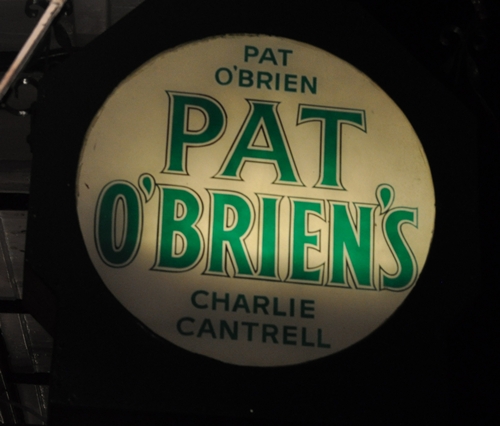 PAT
O'BRIEN
PAT
O'BRIEN'S
CHARLIE
CANTRELL